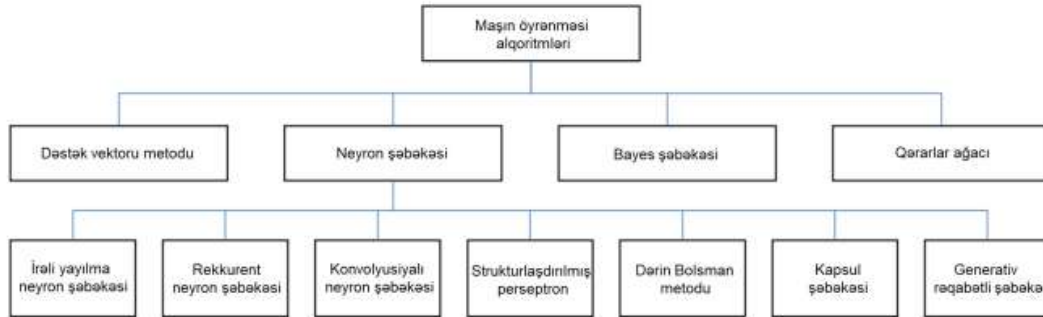 Maşın öyrənməsi
alqoritmləri
Dəstək vektoru metodu
Neyron şəbəkəsi
Bayes şəbəkəsi
Qərarlar ağacı
İrəli yayılma
neyron şəbəkəsi
Rekkurent
neyron şəbəkəsi
Konvolyusiyalı
neyron şəbəkəsi
Strukturlaşdırılmış
perseptron
Dərin Bolsman
metodu
Kapsul
şəbəkəsi
Generativ
rəqabətli şəbəkə